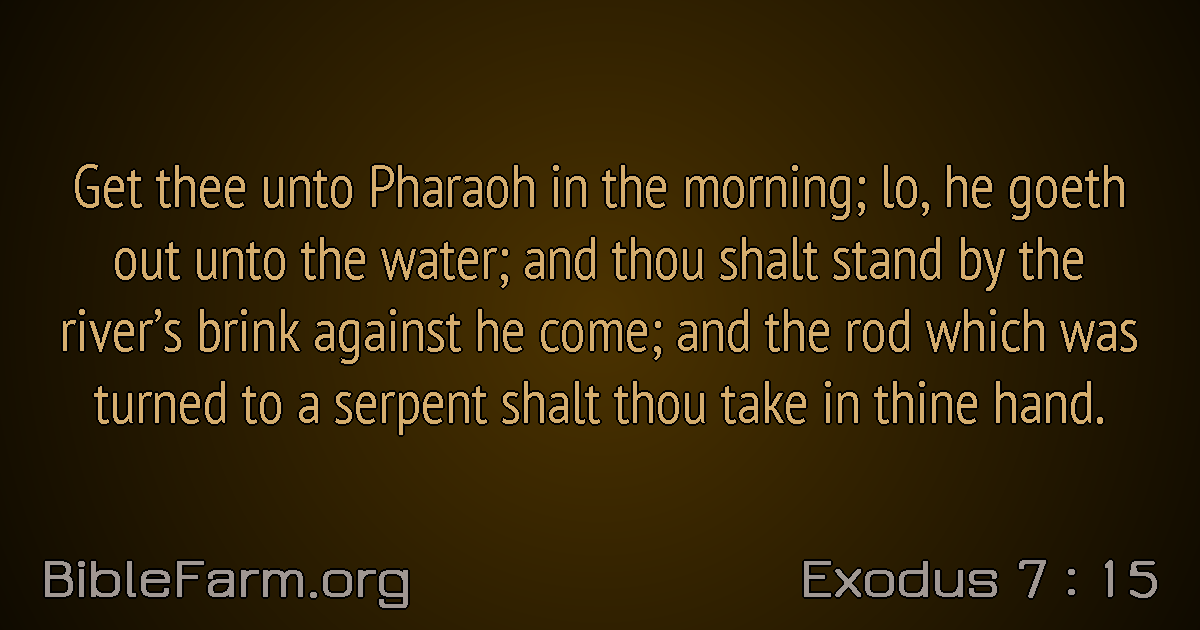 Get thee unto Pharaoh in the morning; lo, he goeth
out unto the water; and thou shalt stand by the
river’s brink against he come; and the rod which was
turned to a serpent shalt thou take in thine hand.
BibleFarm.org
Exodus 7 : 15